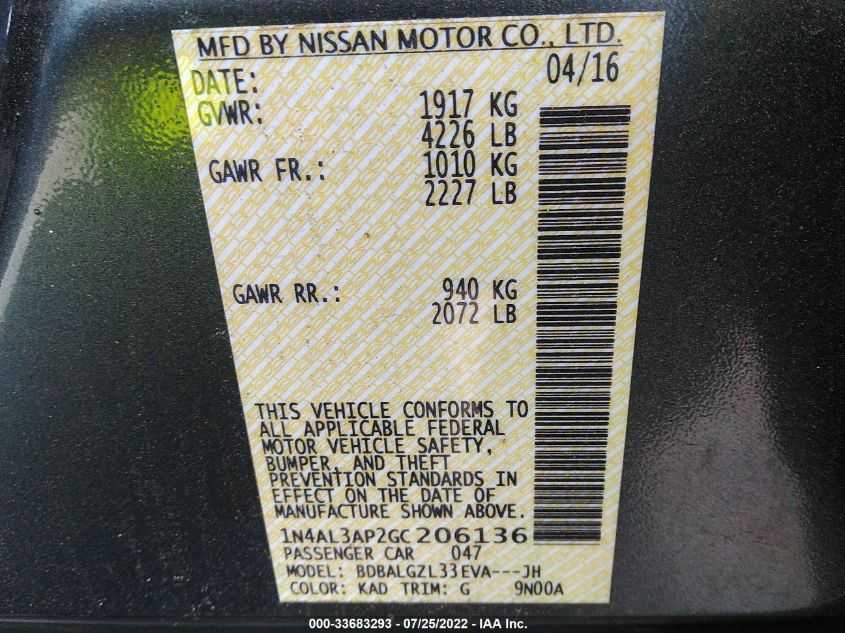 MFD BY NISSAN MOTOR CO., LTD.
DATE: 04/16
GVWR: 1917 KG
4226 LB
GAWR FR.: 1010 KG
2227 LB
GAWR RR.: 940 KG
2072 LB
THIS VEHICLE CONFORMS TO
ALL APPLICABLE FEDERAL
MOTOR VEHICLE SAFETY,
BUMPER, AND THEFT
PREVENTION STANDARDS IN
EFFECT ON THE DATE OF
MANUFACTURE SHOWN ABOVE.
1N4AL3AP2GC206136
PASSENGER CAR 047
MODEL: BDBALGZL33EVA---JH
COLOR: KAD TRIM: G 9N00A
000-33683293 - 07/25/2022 - IAA Inc.